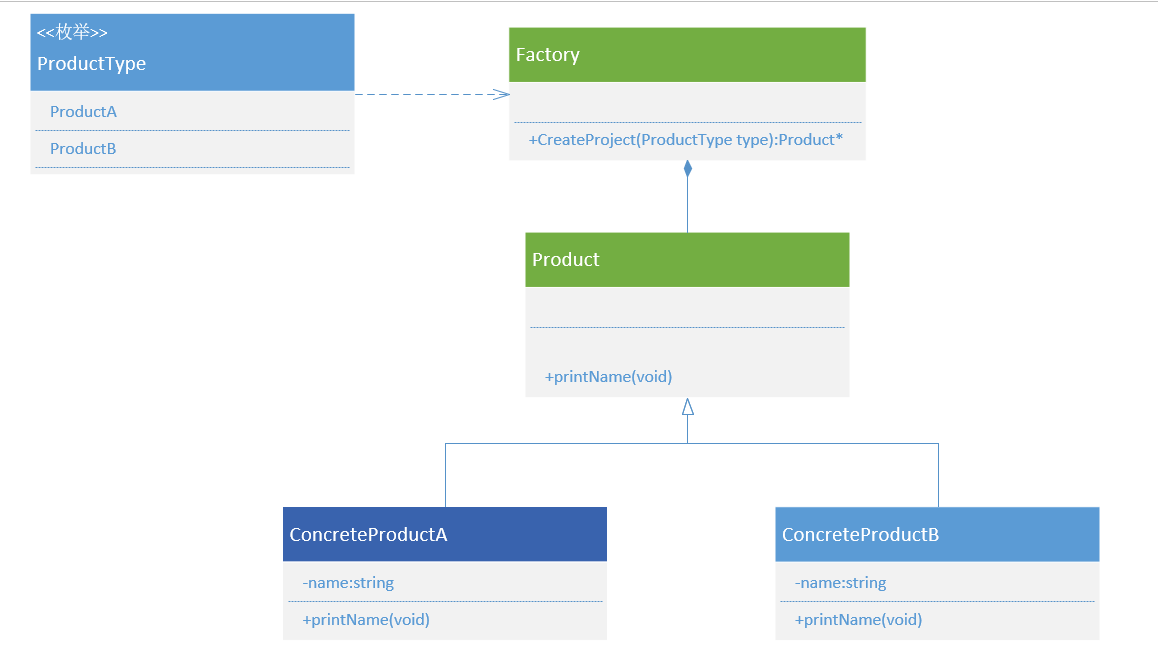 <<枚举>>
ProductType
ProductA
ProductB
Factory
+CreateProject(ProductType type):Product*
Product
+printName(void)
ConcreteProductA
-name:string
+printName(void)
ConcreteProductB
-name:string
+printName(void)